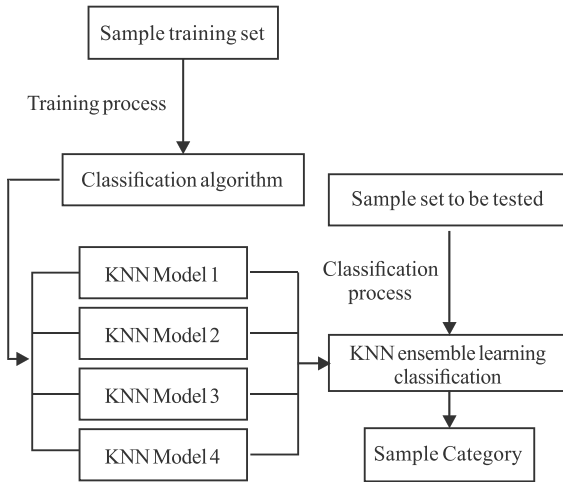 Sample training set
Training process
Classification algorithm
Sample set to be tested
KNN Model 1
KNN Model 2
KNN Model 3
KNN Model 4
Classification
process
KNN ensemble learning
classification
Sample Category